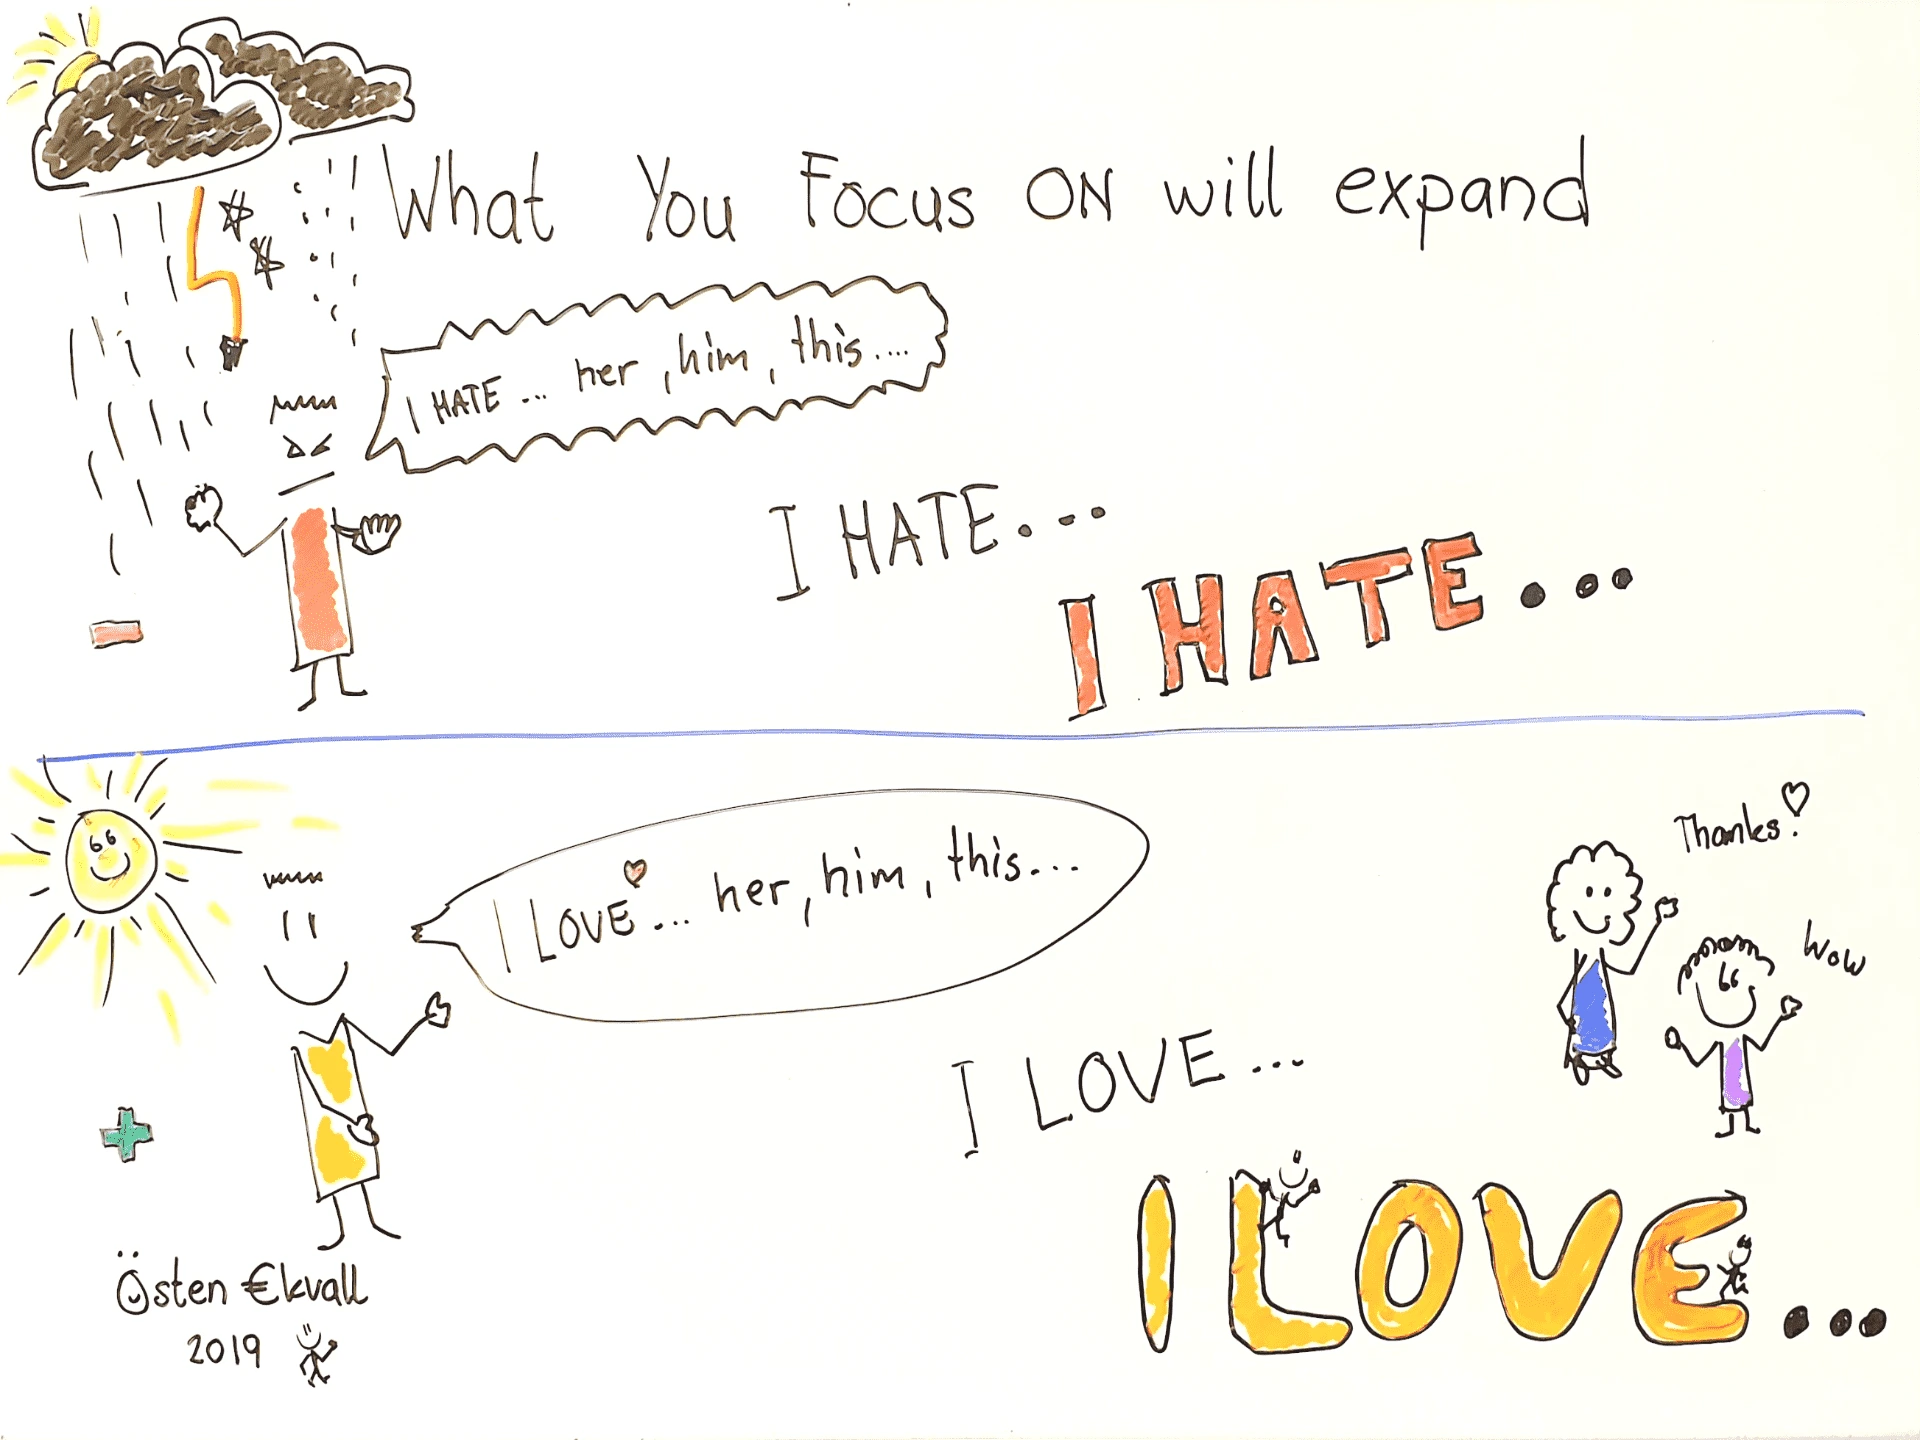 What You Focus ON will expand
I HATE ... her, him, this....
I HATE...
I HATE...
I LOVE ... her, him, this...
Thanks!
Wow
I LOVE...
I LOVE...
Östen €kvall
2019